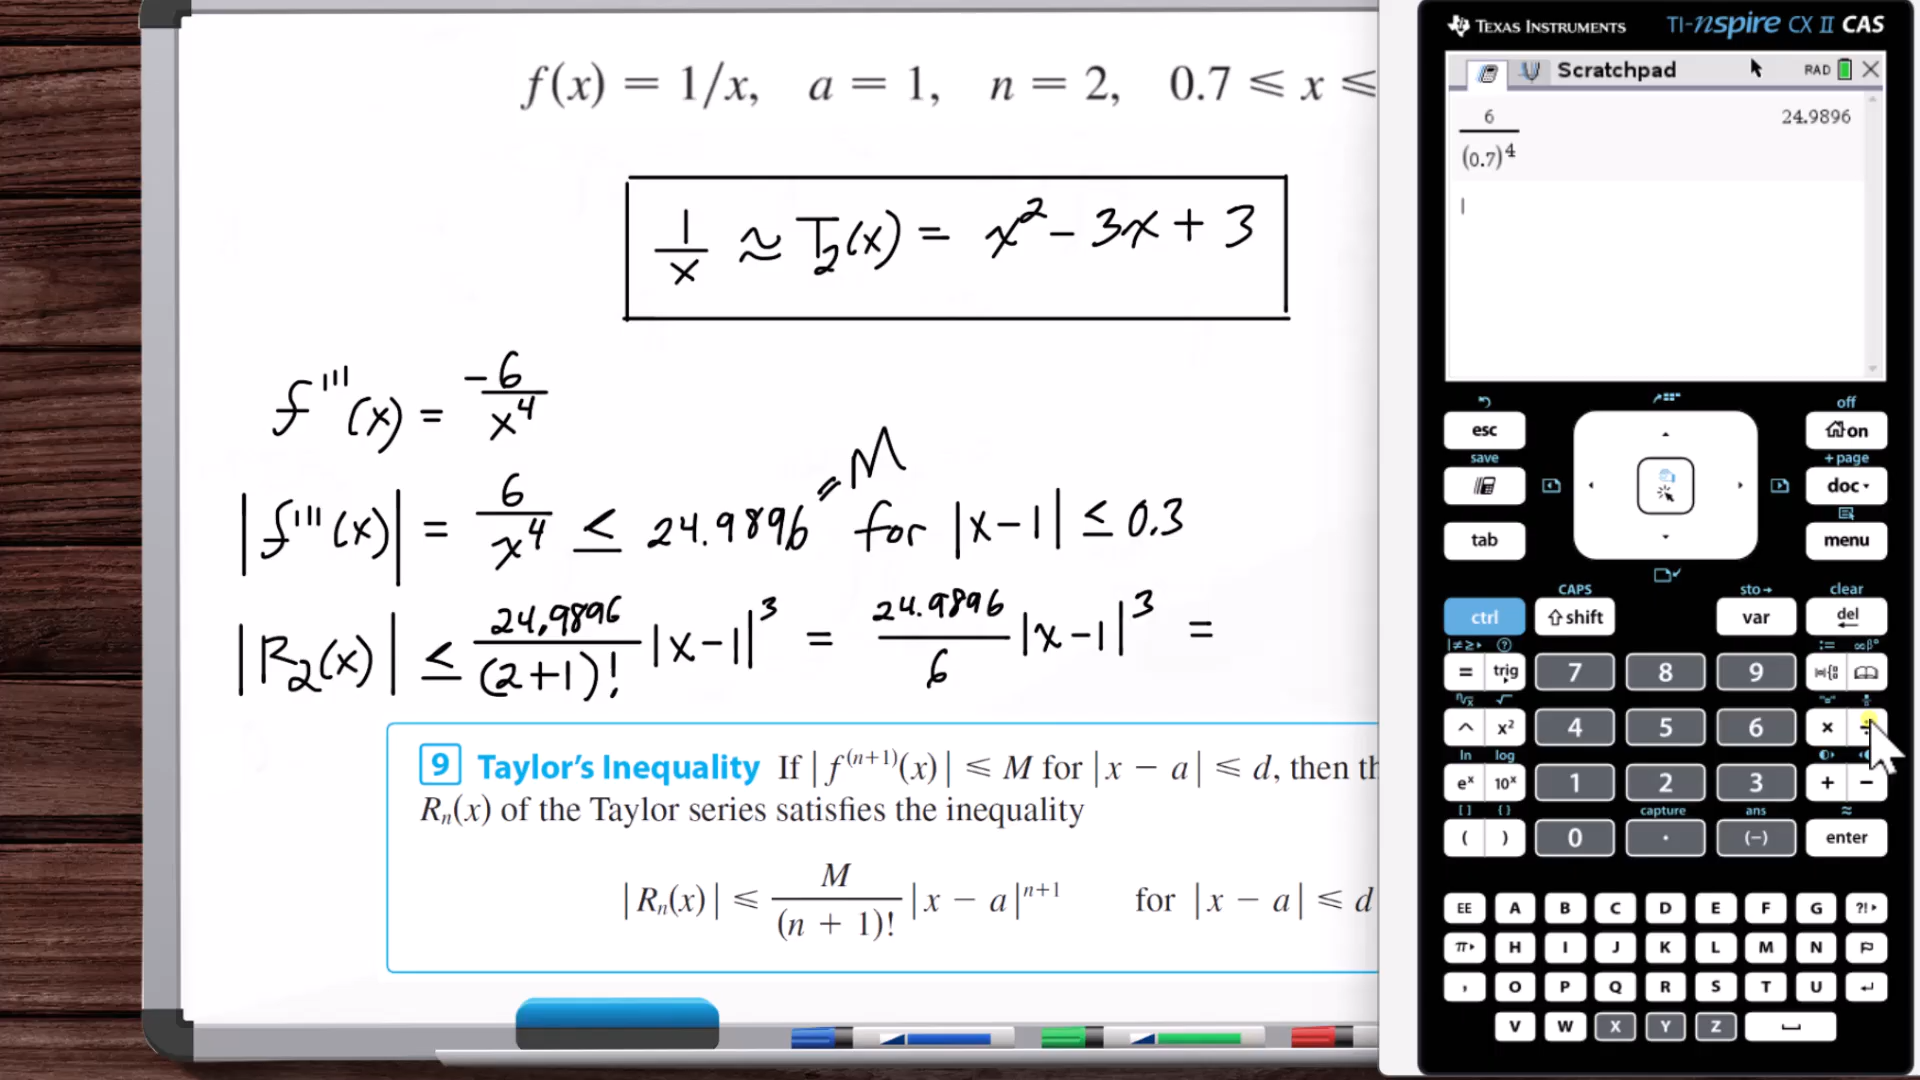 f(x) = 1/x, a = 1, n = 2, 0.7 ≤ x ≤
1/x ≈ T₂(x) = x² − 3x + 3
f'''(x) = −6/x⁴
|f'''(x)| = 6/x⁴ ≤ 24.9896 = M for |x−1| ≤ 0.3
|R₂(x)| ≤ 24.9896/(2+1)! |x−1|³ = 24.9896/6 |x−1|³ =
9 Taylor's Inequality If |f⁽ⁿ⁺¹⁾(x)| ≤ M for |x − a| ≤ d, then
Rₙ(x) of the Taylor series satisfies the inequality
|Rₙ(x)| ≤ M/(n + 1)! |x − a|ⁿ⁺¹ for |x − a| ≤ d
TEXAS INSTRUMENTS TI-nspire CX II CAS
Scratchpad RAD
6/(0.7)⁴ 24.9896
off
esc on
save + page
doc
tab menu
CAPS sto→ clear
ctrl shift var del
|≠≥▸ ? := ∞β°
= trig 7 8 9
ⁿ√x √
^ x² 4 5 6 × ÷
ln log
eˣ 10ˣ 1 2 3 + −
[ ] { } capture ans ≈
( ) 0 . (−) enter
EE A B C D E F G ?!▸
π▸ H I J K L M N
, O P Q R S T U ↵
V W X Y Z